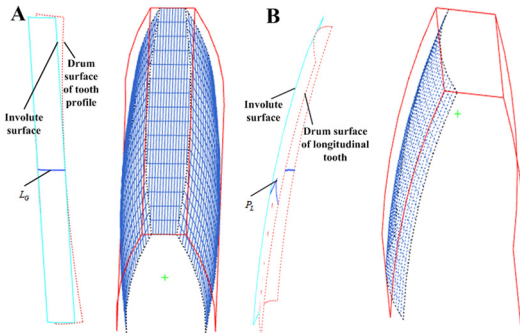 A
Drum
surface
of tooth
profile
Involute
surface
L_G
B
Involute
surface
Drum surface
of longitudinal
tooth
P_L